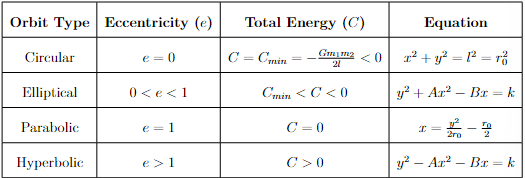 Orbit Type Eccentricity (e) Total Energy (C) Equation
Circular e = 0 C = C_{min} = -\frac{Gm_1m_2}{2l} < 0 x^2 + y^2 = l^2 = r_0^2
Elliptical 0 < e < 1 C_{min} < C < 0 y^2 + Ax^2 − Bx = k
Parabolic e = 1 C = 0 x = \frac{y^2}{2r_0} − \frac{r_0}{2}
Hyperbolic e > 1 C > 0 y^2 − Ax^2 − Bx = k